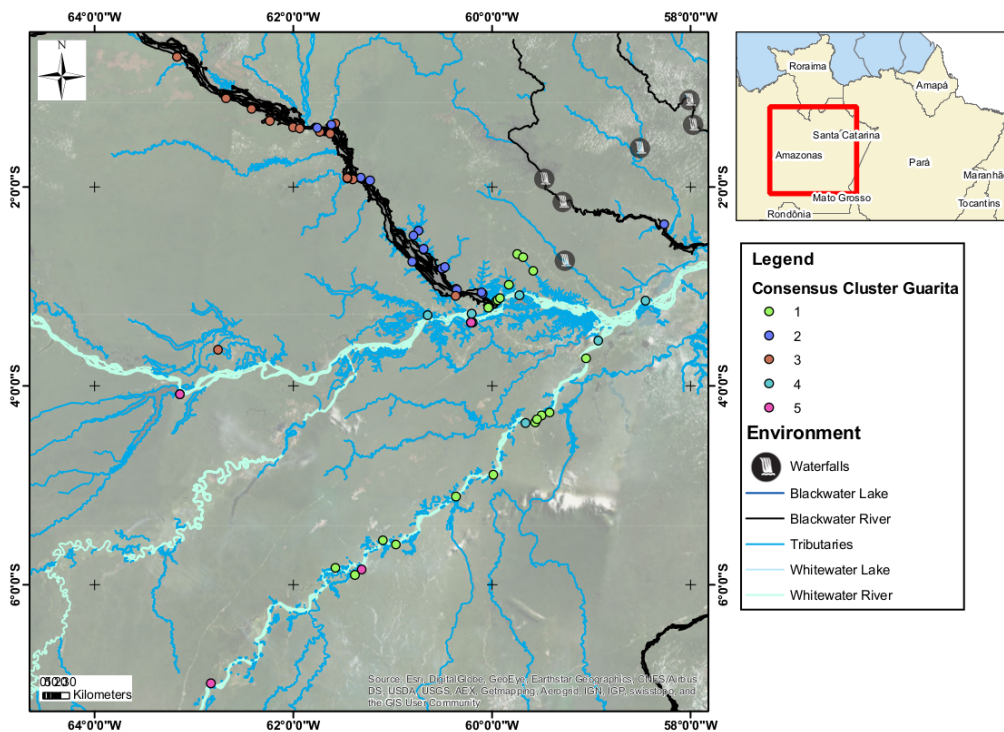 64°0'0"W 62°0'0"W 60°0'0"W 58°0'0"W
N
2°0'0"S
4°0'0"S
6°0'0"S
Kilometers
Source: Esri, DigitalGlobe, GeoEye, Earthstar Geographics, CNES/Airbus
DS, USDA, USGS, AEX, Getmapping, Aerogrid, IGN, IGP, swisstopo, and
the GIS User Community
64°0'0"W 62°0'0"W 60°0'0"W 58°0'0"W
2°0'0"S
4°0'0"S
6°0'0"S
Roraima
Amapá
Santa Catarina
Amazonas
Pará
Maranhão
Mato Grosso
Tocantins
Rondônia
Legend
Consensus Cluster Guarita
1
2
3
4
5
Environment
Waterfalls
Blackwater Lake
Blackwater River
Tributaries
Whitewater Lake
Whitewater River